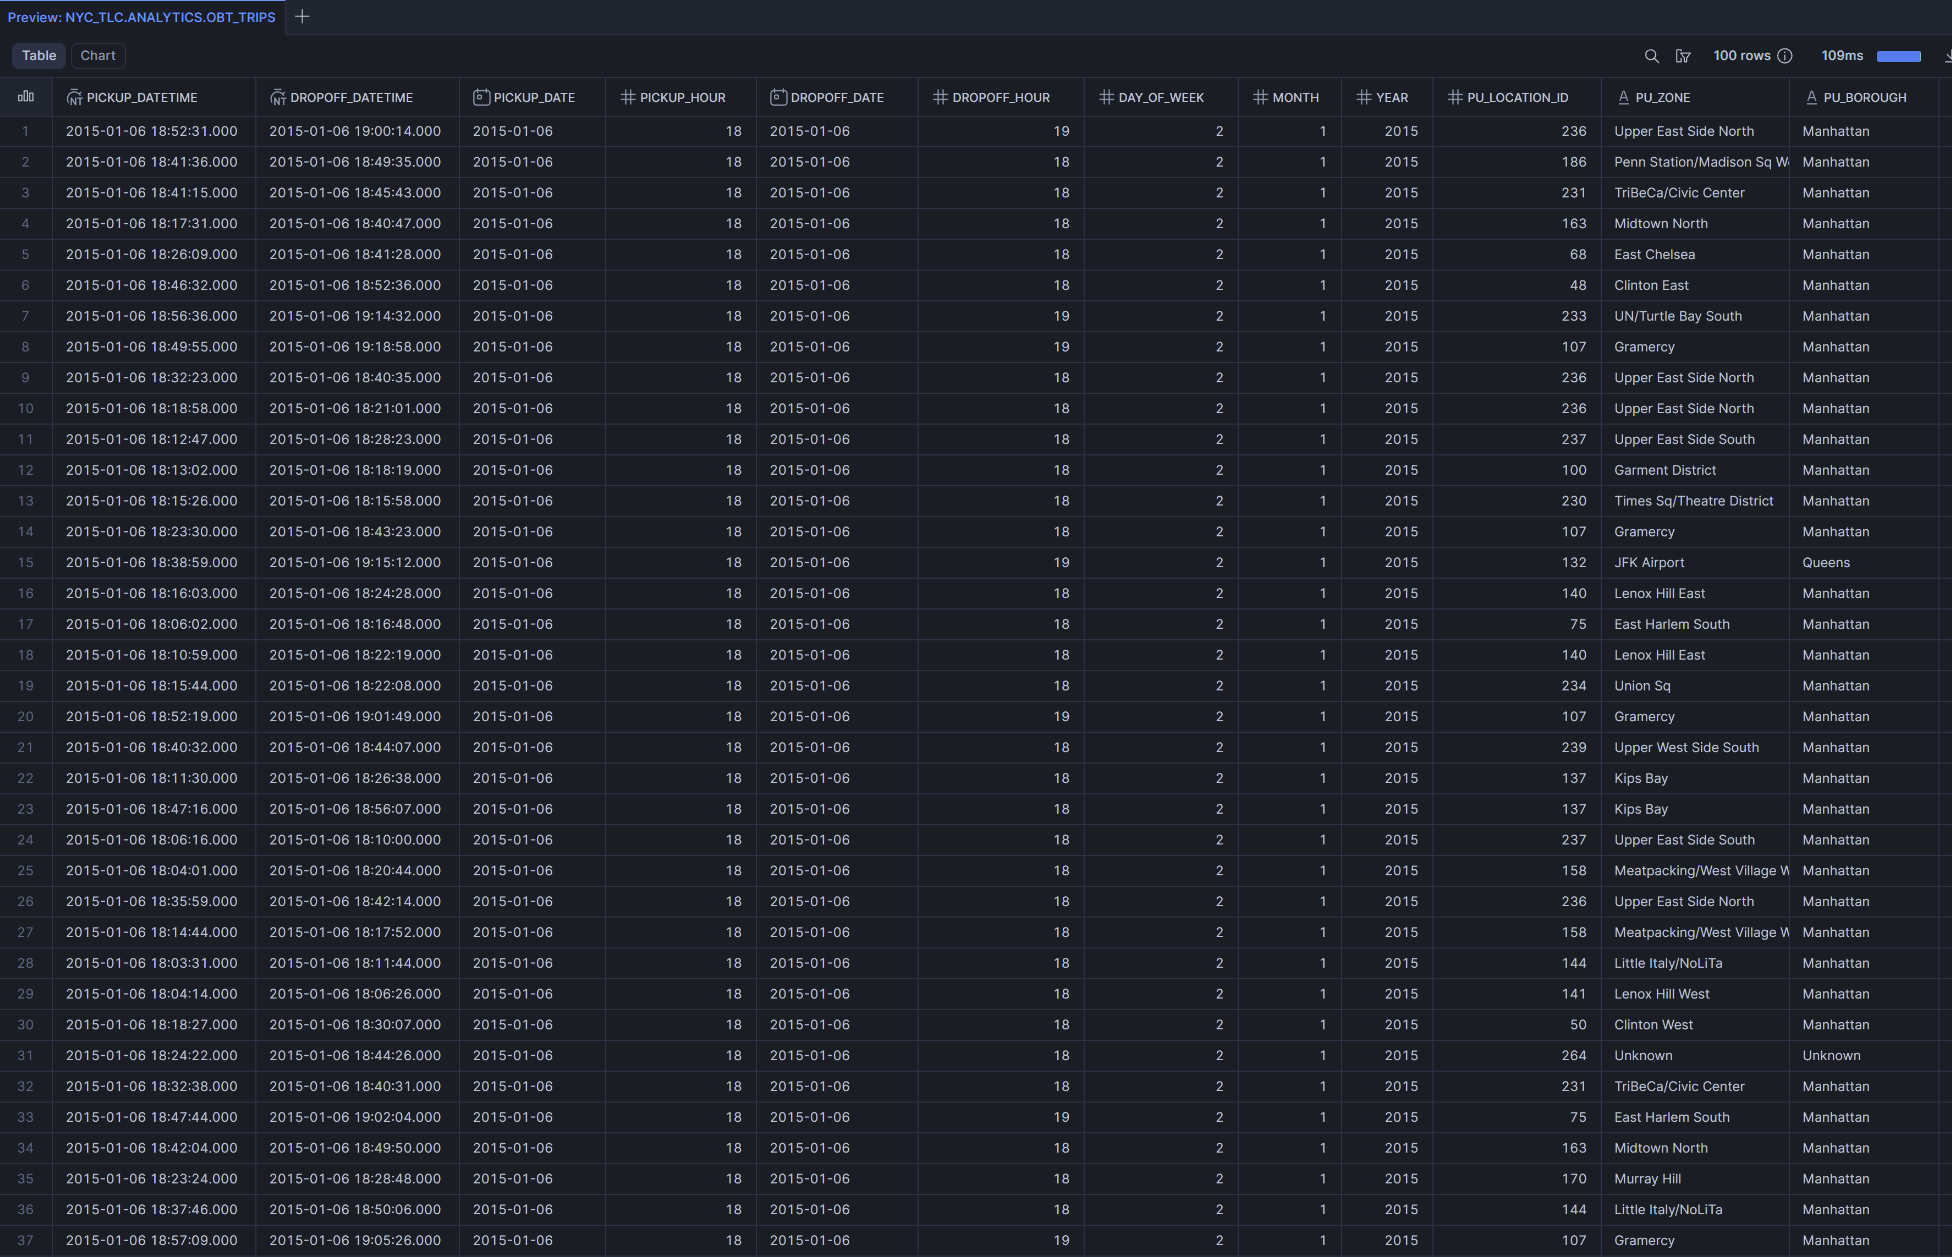 Preview: NYC_TLC.ANALYTICS.OBT_TRIPS
Table Chart 100 rows 109ms
PICKUP_DATETIME DROPOFF_DATETIME PICKUP_DATE PICKUP_HOUR DROPOFF_DATE DROPOFF_HOUR DAY_OF_WEEK MONTH YEAR PU_LOCATION_ID PU_ZONE PU_BOROUGH
1 2015-01-06 18:52:31.000 2015-01-06 19:00:14.000 2015-01-06 18 2015-01-06 19 2 1 2015 236 Upper East Side North Manhattan
2 2015-01-06 18:41:36.000 2015-01-06 18:49:35.000 2015-01-06 18 2015-01-06 18 2 1 2015 186 Penn Station/Madison Sq Manhattan
3 2015-01-06 18:41:15.000 2015-01-06 18:45:43.000 2015-01-06 18 2015-01-06 18 2 1 2015 231 TriBeCa/Civic Center Manhattan
4 2015-01-06 18:17:31.000 2015-01-06 18:40:47.000 2015-01-06 18 2015-01-06 18 2 1 2015 163 Midtown North Manhattan
5 2015-01-06 18:26:09.000 2015-01-06 18:41:28.000 2015-01-06 18 2015-01-06 18 2 1 2015 68 East Chelsea Manhattan
6 2015-01-06 18:46:32.000 2015-01-06 18:52:36.000 2015-01-06 18 2015-01-06 18 2 1 2015 48 Clinton East Manhattan
7 2015-01-06 18:56:36.000 2015-01-06 19:14:32.000 2015-01-06 18 2015-01-06 19 2 1 2015 233 UN/Turtle Bay South Manhattan
8 2015-01-06 18:49:55.000 2015-01-06 19:18:58.000 2015-01-06 18 2015-01-06 19 2 1 2015 107 Gramercy Manhattan
9 2015-01-06 18:32:23.000 2015-01-06 18:40:35.000 2015-01-06 18 2015-01-06 18 2 1 2015 236 Upper East Side North Manhattan
10 2015-01-06 18:18:58.000 2015-01-06 18:21:01.000 2015-01-06 18 2015-01-06 18 2 1 2015 236 Upper East Side North Manhattan
11 2015-01-06 18:12:47.000 2015-01-06 18:28:23.000 2015-01-06 18 2015-01-06 18 2 1 2015 237 Upper East Side South Manhattan
12 2015-01-06 18:13:02.000 2015-01-06 18:18:19.000 2015-01-06 18 2015-01-06 18 2 1 2015 100 Garment District Manhattan
13 2015-01-06 18:15:26.000 2015-01-06 18:15:58.000 2015-01-06 18 2015-01-06 18 2 1 2015 230 Times Sq/Theatre District Manhattan
14 2015-01-06 18:23:30.000 2015-01-06 18:43:23.000 2015-01-06 18 2015-01-06 18 2 1 2015 107 Gramercy Manhattan
15 2015-01-06 18:38:59.000 2015-01-06 19:15:12.000 2015-01-06 18 2015-01-06 19 2 1 2015 132 JFK Airport Queens
16 2015-01-06 18:16:03.000 2015-01-06 18:24:28.000 2015-01-06 18 2015-01-06 18 2 1 2015 140 Lenox Hill East Manhattan
17 2015-01-06 18:06:02.000 2015-01-06 18:16:48.000 2015-01-06 18 2015-01-06 18 2 1 2015 75 East Harlem South Manhattan
18 2015-01-06 18:10:59.000 2015-01-06 18:22:19.000 2015-01-06 18 2015-01-06 18 2 1 2015 140 Lenox Hill East Manhattan
19 2015-01-06 18:15:44.000 2015-01-06 18:22:08.000 2015-01-06 18 2015-01-06 18 2 1 2015 234 Union Sq Manhattan
20 2015-01-06 18:52:19.000 2015-01-06 19:01:49.000 2015-01-06 18 2015-01-06 19 2 1 2015 107 Gramercy Manhattan
21 2015-01-06 18:40:32.000 2015-01-06 18:44:07.000 2015-01-06 18 2015-01-06 18 2 1 2015 239 Upper West Side South Manhattan
22 2015-01-06 18:11:30.000 2015-01-06 18:26:38.000 2015-01-06 18 2015-01-06 18 2 1 2015 137 Kips Bay Manhattan
23 2015-01-06 18:47:16.000 2015-01-06 18:56:07.000 2015-01-06 18 2015-01-06 18 2 1 2015 137 Kips Bay Manhattan
24 2015-01-06 18:06:16.000 2015-01-06 18:10:00.000 2015-01-06 18 2015-01-06 18 2 1 2015 237 Upper East Side South Manhattan
25 2015-01-06 18:04:01.000 2015-01-06 18:20:44.000 2015-01-06 18 2015-01-06 18 2 1 2015 158 Meatpacking/West Village Manhattan
26 2015-01-06 18:35:59.000 2015-01-06 18:42:14.000 2015-01-06 18 2015-01-06 18 2 1 2015 236 Upper East Side North Manhattan
27 2015-01-06 18:14:44.000 2015-01-06 18:17:52.000 2015-01-06 18 2015-01-06 18 2 1 2015 158 Meatpacking/West Village Manhattan
28 2015-01-06 18:03:31.000 2015-01-06 18:11:44.000 2015-01-06 18 2015-01-06 18 2 1 2015 144 Little Italy/NoLiTa Manhattan
29 2015-01-06 18:04:14.000 2015-01-06 18:06:26.000 2015-01-06 18 2015-01-06 18 2 1 2015 141 Lenox Hill West Manhattan
30 2015-01-06 18:18:27.000 2015-01-06 18:30:07.000 2015-01-06 18 2015-01-06 18 2 1 2015 50 Clinton West Manhattan
31 2015-01-06 18:24:22.000 2015-01-06 18:44:26.000 2015-01-06 18 2015-01-06 18 2 1 2015 264 Unknown Unknown
32 2015-01-06 18:32:38.000 2015-01-06 18:40:31.000 2015-01-06 18 2015-01-06 18 2 1 2015 231 TriBeCa/Civic Center Manhattan
33 2015-01-06 18:47:44.000 2015-01-06 19:02:04.000 2015-01-06 18 2015-01-06 19 2 1 2015 75 East Harlem South Manhattan
34 2015-01-06 18:42:04.000 2015-01-06 18:49:50.000 2015-01-06 18 2015-01-06 18 2 1 2015 163 Midtown North Manhattan
35 2015-01-06 18:23:24.000 2015-01-06 18:28:48.000 2015-01-06 18 2015-01-06 18 2 1 2015 170 Murray Hill Manhattan
36 2015-01-06 18:37:46.000 2015-01-06 18:50:06.000 2015-01-06 18 2015-01-06 18 2 1 2015 144 Little Italy/NoLiTa Manhattan
37 2015-01-06 18:57:09.000 2015-01-06 19:05:26.000 2015-01-06 18 2015-01-06 19 2 1 2015 107 Gramercy Manhattan